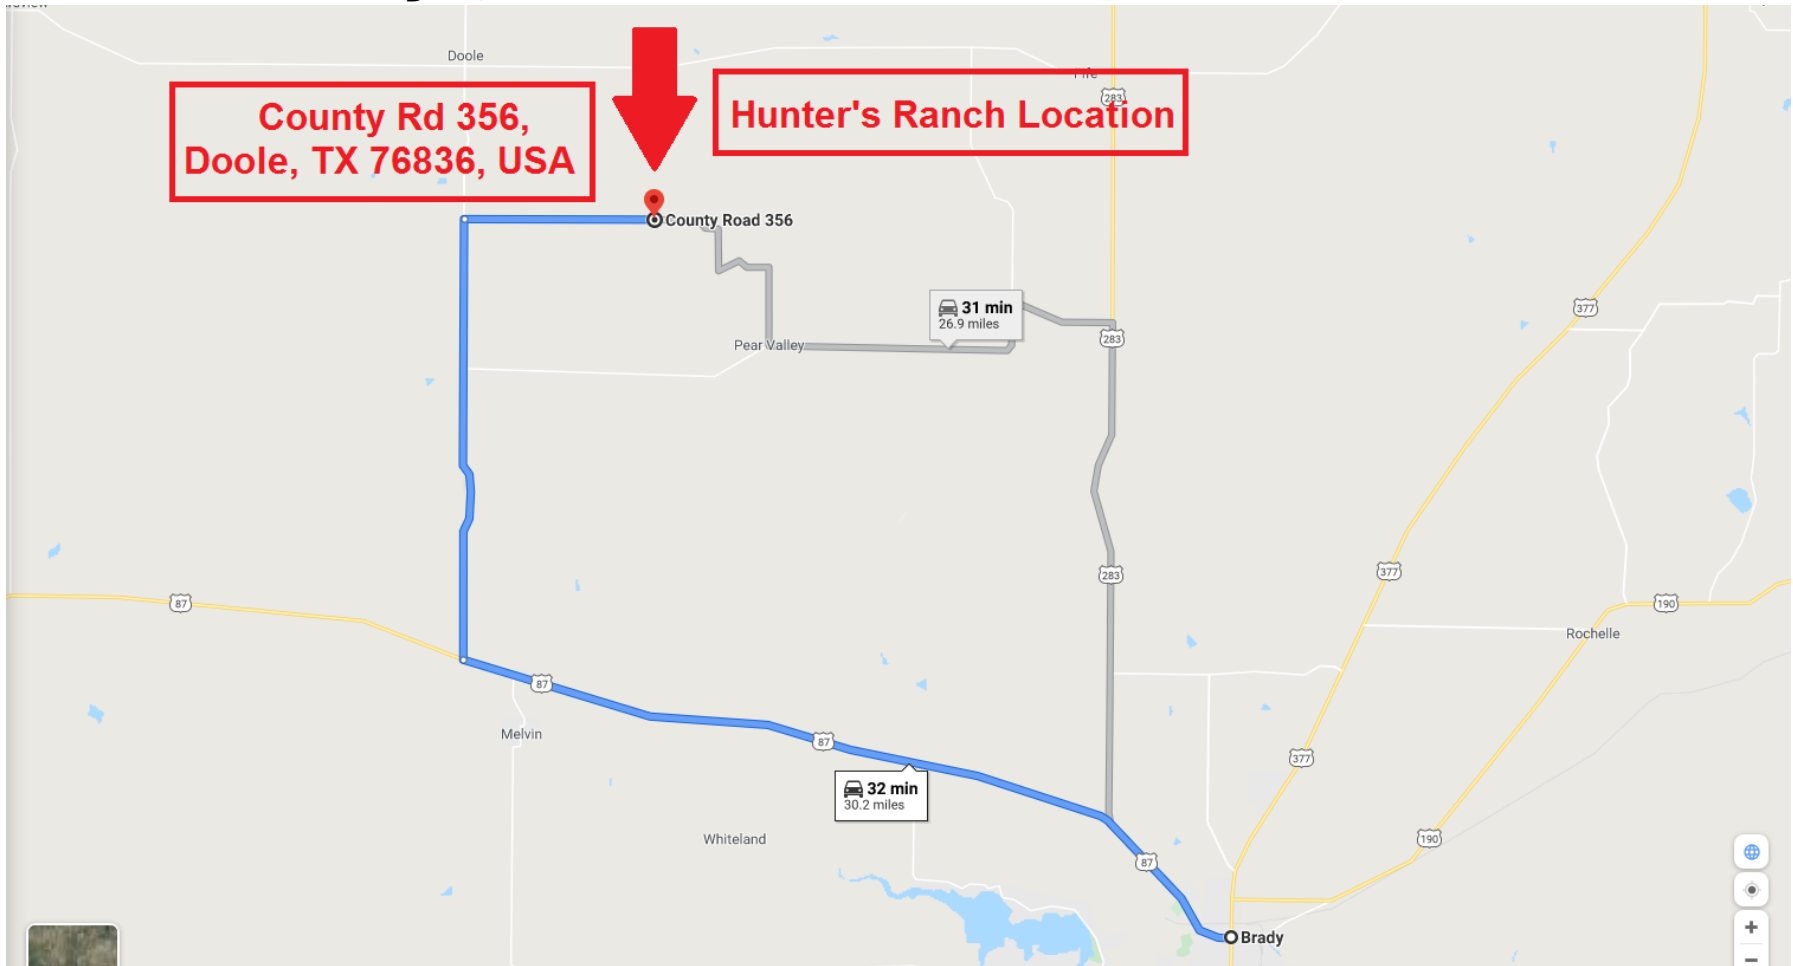 Doole
County Rd 356,
Doole, TX 76836, USA
Hunter's Ranch Location
Fife
283
County Road 356
31 min
26.9 miles
377
283
Pear Valley
377
283
87
190
Rochelle
87
Melvin
87
377
32 min
30.2 miles
Whiteland
190
87
Brady
+
−